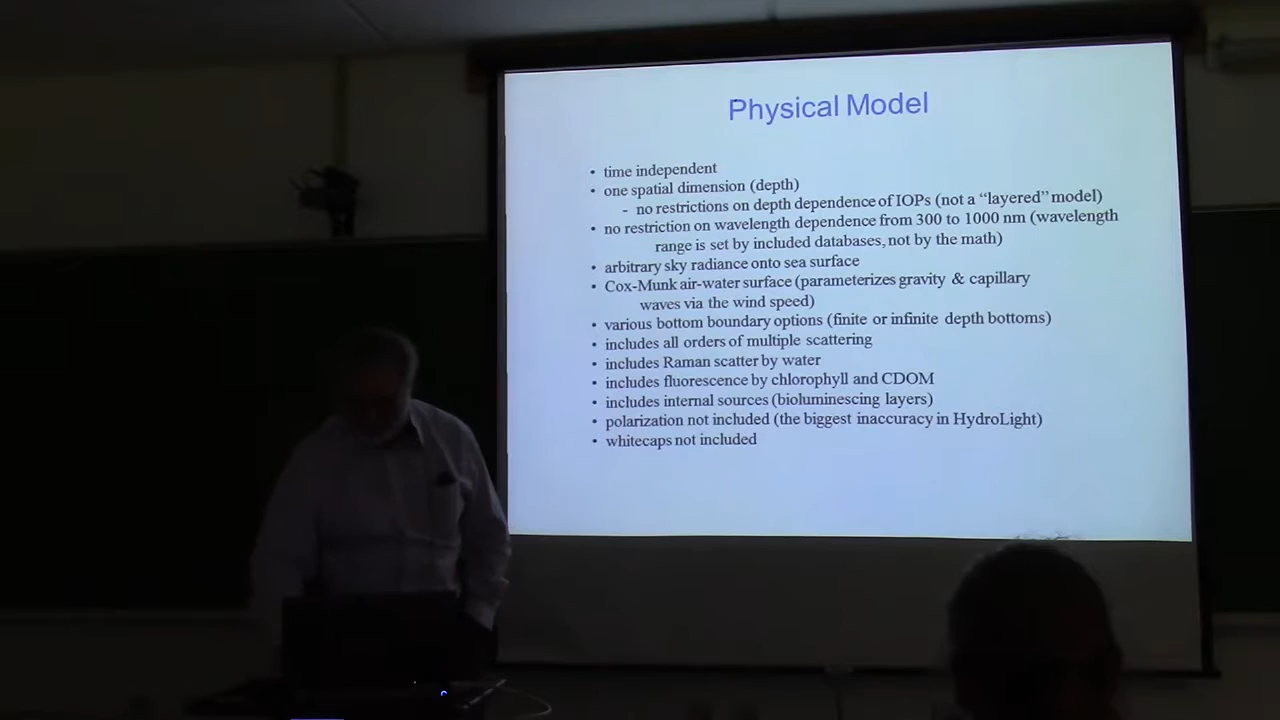 Physical Model
• time independent
• one spatial dimension (depth)
- no restrictions on depth dependence of IOPs (not a “layered” model)
• no restriction on wavelength dependence from 300 to 1000 nm (wavelength
range is set by included databases, not by the math)
• arbitrary sky radiance onto sea surface
• Cox-Munk air-water surface (parameterizes gravity & capillary
waves via the wind speed)
• various bottom boundary options (finite or infinite depth bottoms)
• includes all orders of multiple scattering
• includes Raman scatter by water
• includes fluorescence by chlorophyll and CDOM
• includes internal sources (bioluminescing layers)
• polarization not included (the biggest inaccuracy in HydroLight)
• whitecaps not included